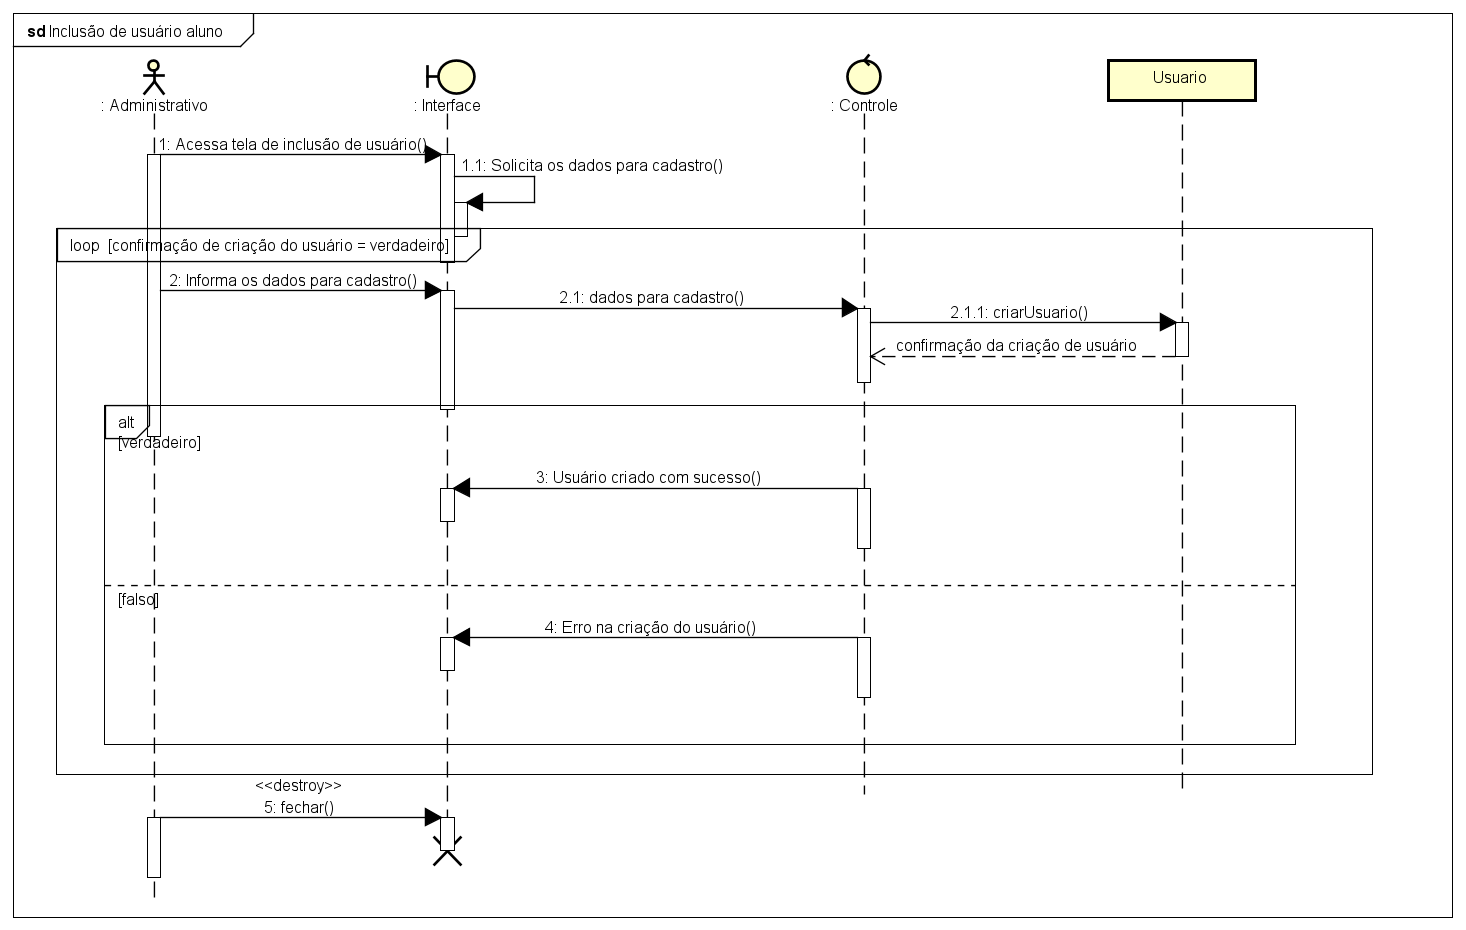 sd Inclusão de usuário aluno
: Administrativo
: Interface
: Controle
Usuario
1: Acessa tela de inclusão de usuário()
1.1: Solicita os dados para cadastro()
loop [confirmação de criação do usuário = verdadeiro]
2: Informa os dados para cadastro()
2.1: dados para cadastro()
2.1.1: criarUsuario()
confirmação da criação de usuário
alt
[verdadeiro]
3: Usuário criado com sucesso()
[falso]
4: Erro na criação do usuário()
<<destroy>>
5: fechar()